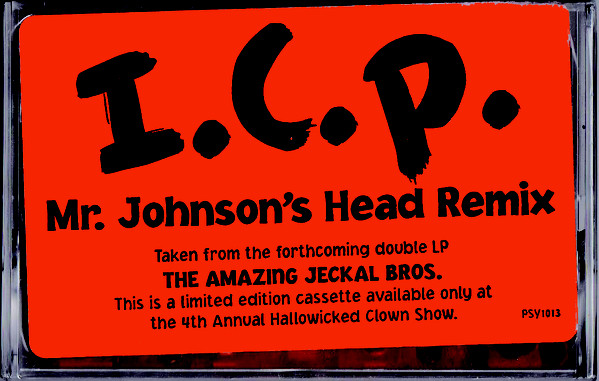 I.C.P.
Mr. Johnson's Head Remix
Taken from the forthcoming double LP
THE AMAZING JECKAL BROS.
This is a limited edition cassette available only at
the 4th Annual Hallowicked Clown Show.
PSY1013